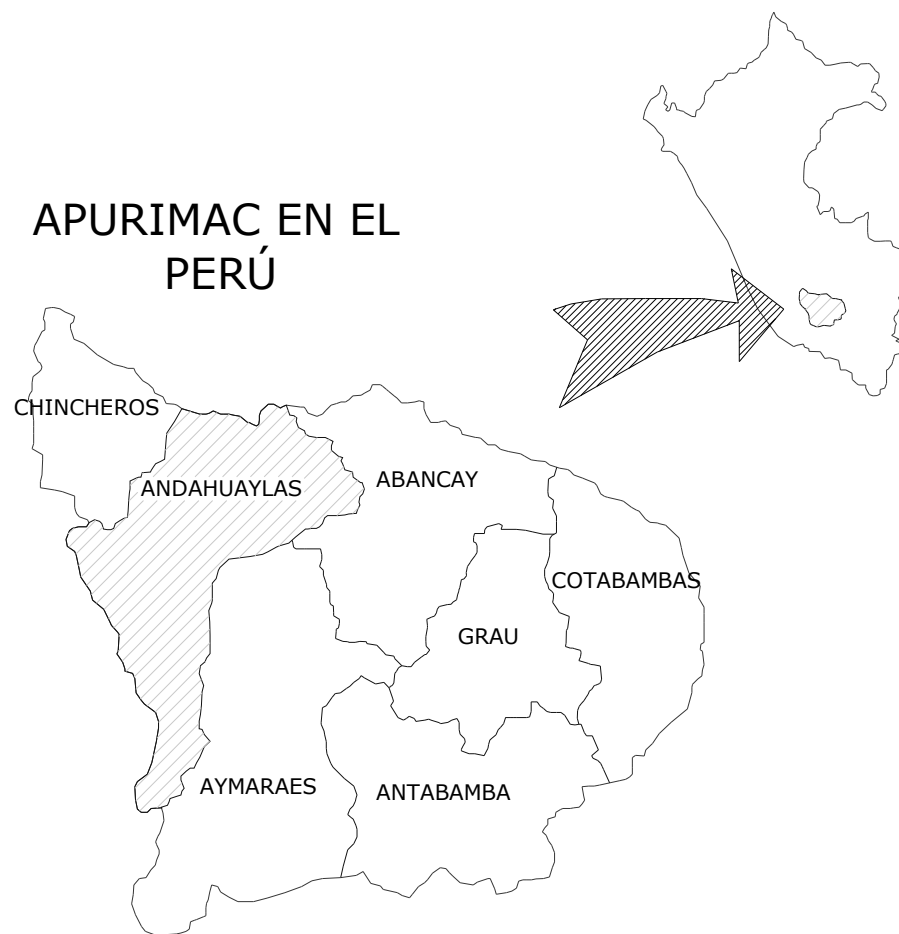 APURIMAC EN EL
PERÚ
CHINCHEROS
ANDAHUAYLAS
ABANCAY
COTABAMBAS
GRAU
AYMARAES
ANTABAMBA